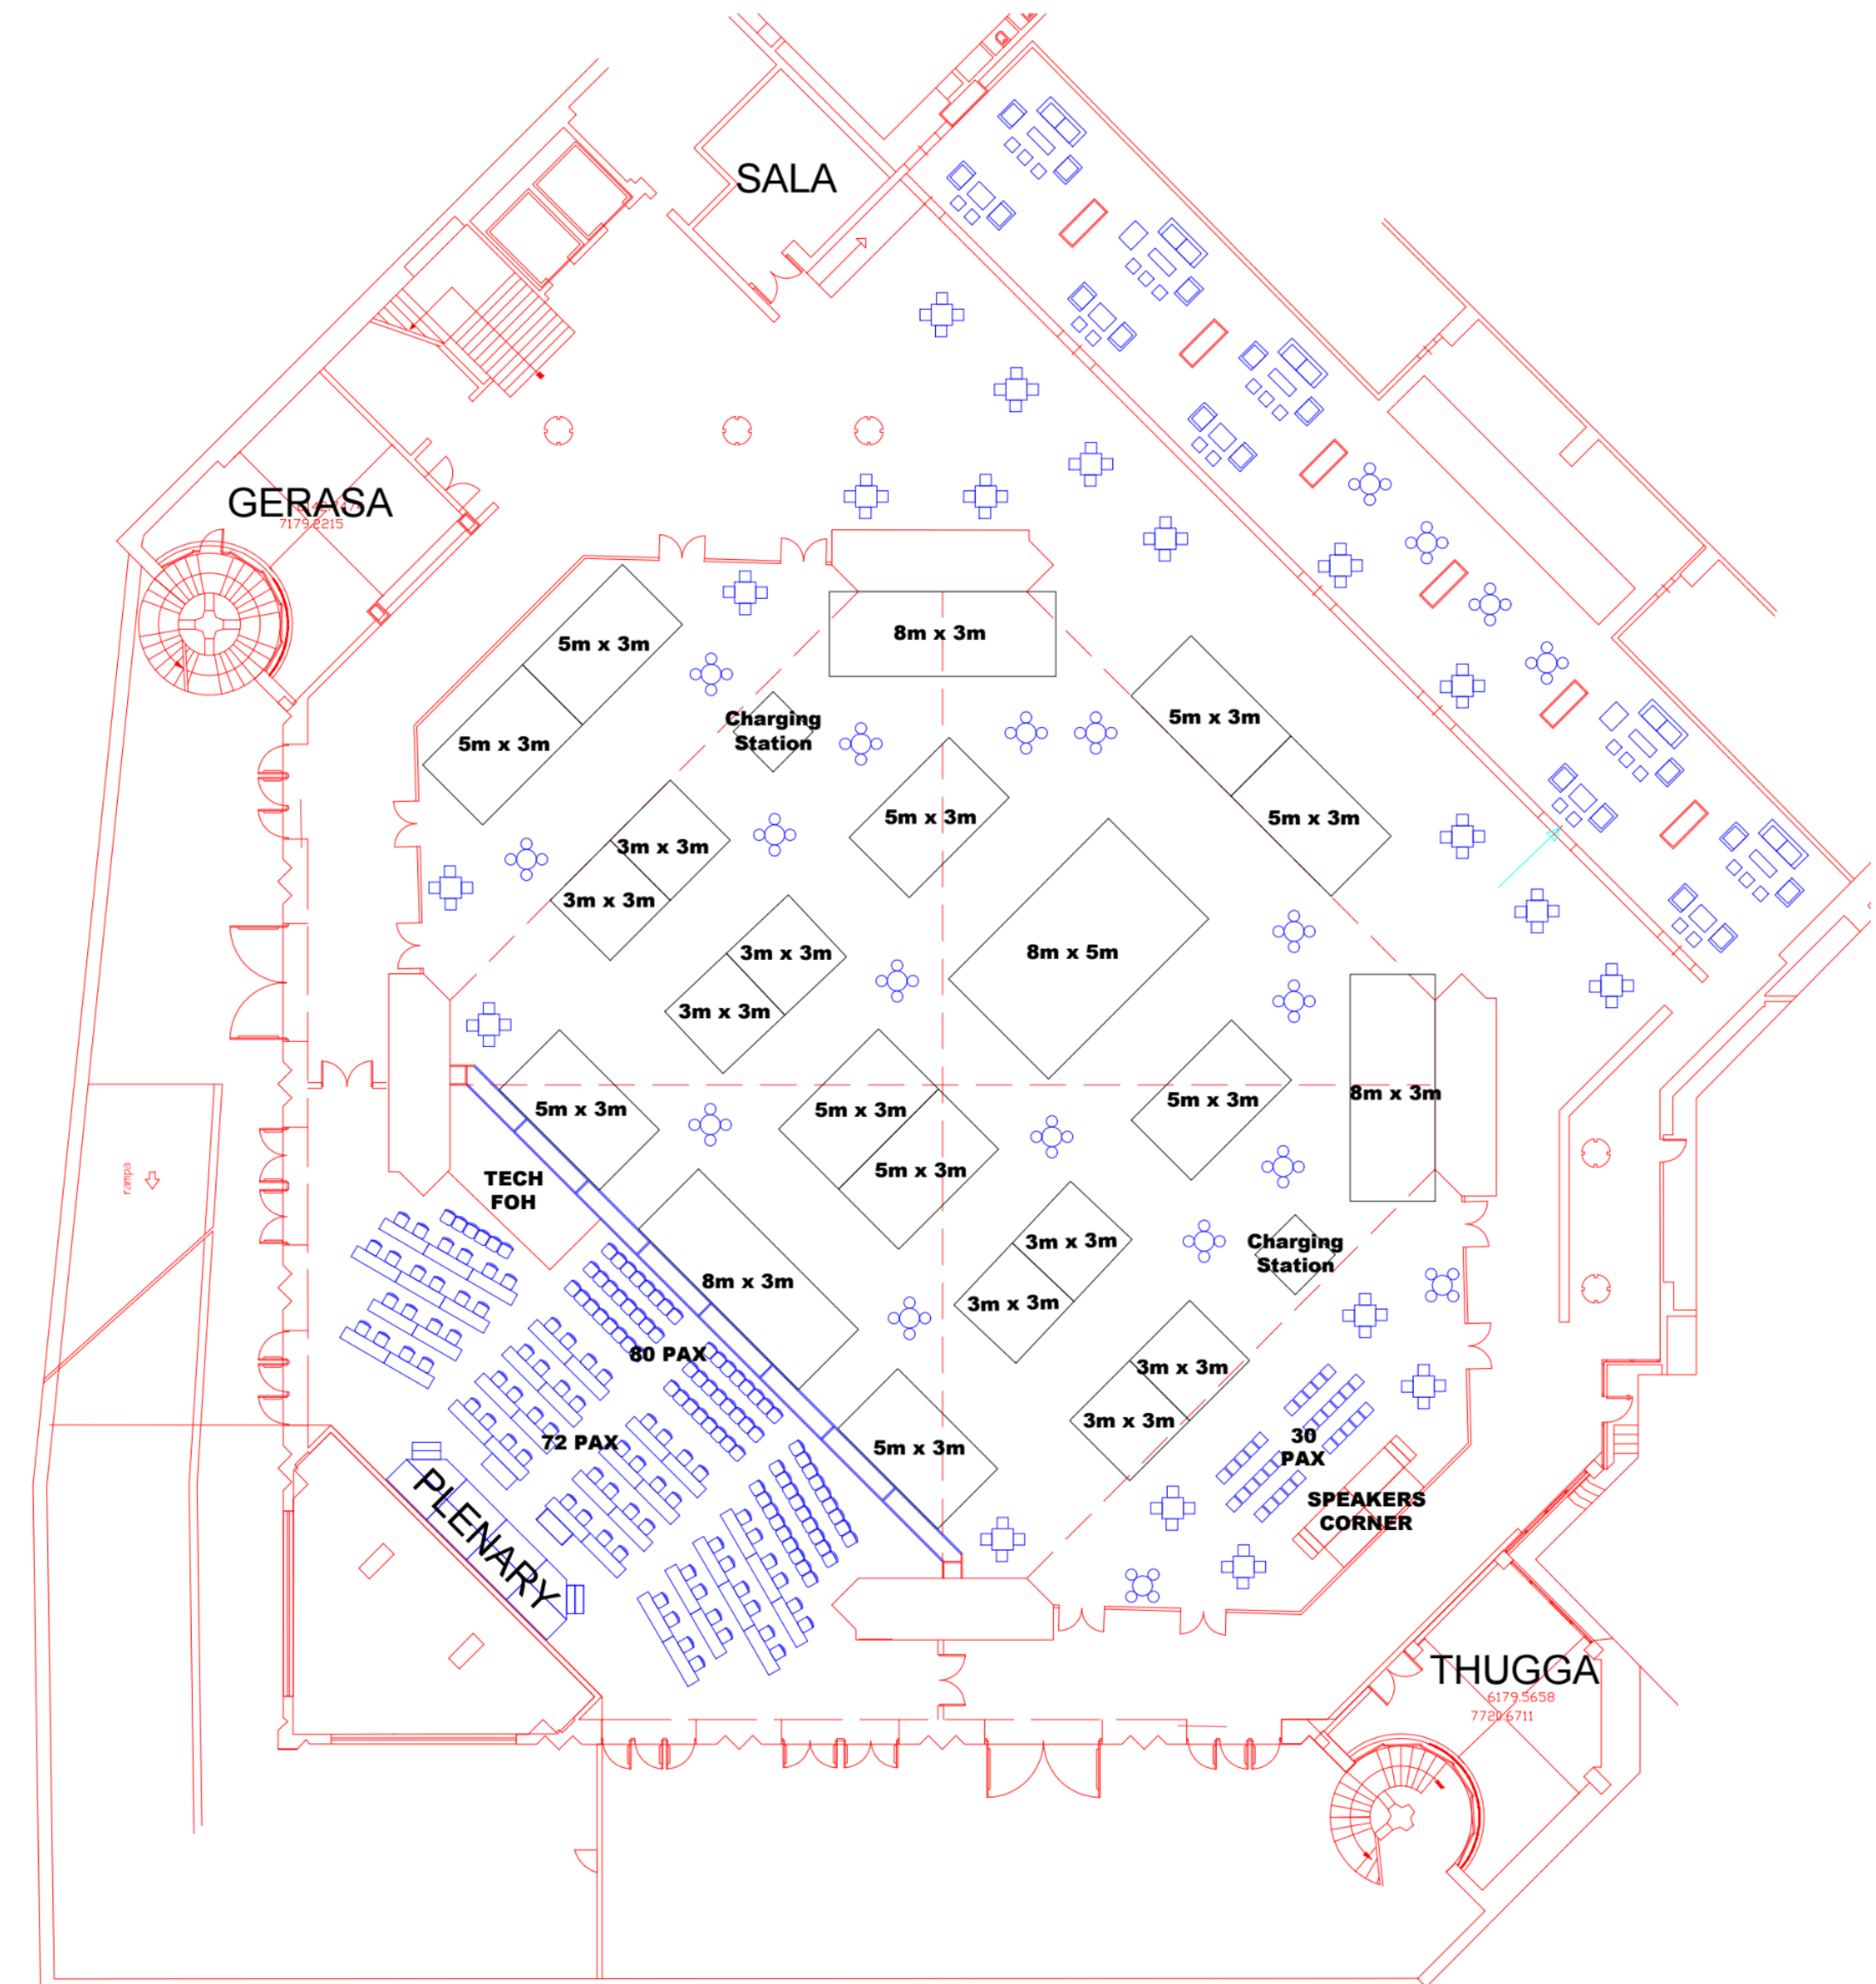 SALA
GERASA
7179.2215
8m x 3m
5m x 3m
5m x 3m
Charging
Station
5m x 3m
5m x 3m
5m x 3m
3m x 3m
3m x 3m
3m x 3m
3m x 3m
8m x 5m
8m x 3m
5m x 3m
5m x 3m
5m x 3m
5m x 3m
rampa
TECH
FOH
8m x 3m
3m x 3m
3m x 3m
Charging
Station
80 PAX
3m x 3m
3m x 3m
72 PAX
5m x 3m
30
PAX
SPEAKERS
CORNER
PLENARY
THUGGA
6179.5658
7720.6711